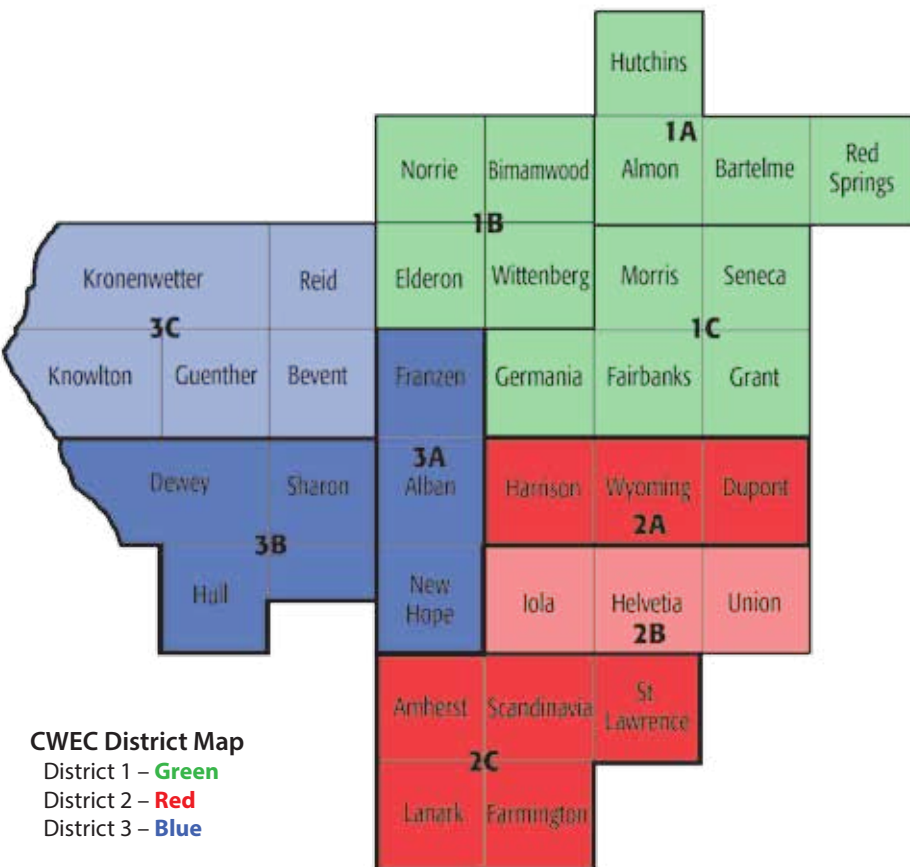 Hutchins
1A
Norrie
Birnamwood
Almon
Bartelme
Red
Springs
1B
Kronenwetter
Reid
Elderon
Wittenberg
Morris
Seneca
3C
1C
Knowlton
Guenther
Bevent
Franzen
Germania
Fairbanks
Grant
3A
Dewey
Sharon
Alban
Harrison
Wyoming
Dupont
2A
3B
Hull
New
Hope
Iola
Helvetia
Union
2B
Amherst
Scandinavia
St
Lawrence
2C
Lanark
Farmington
CWEC District Map
District 1 – Green
District 2 – Red
District 3 – Blue